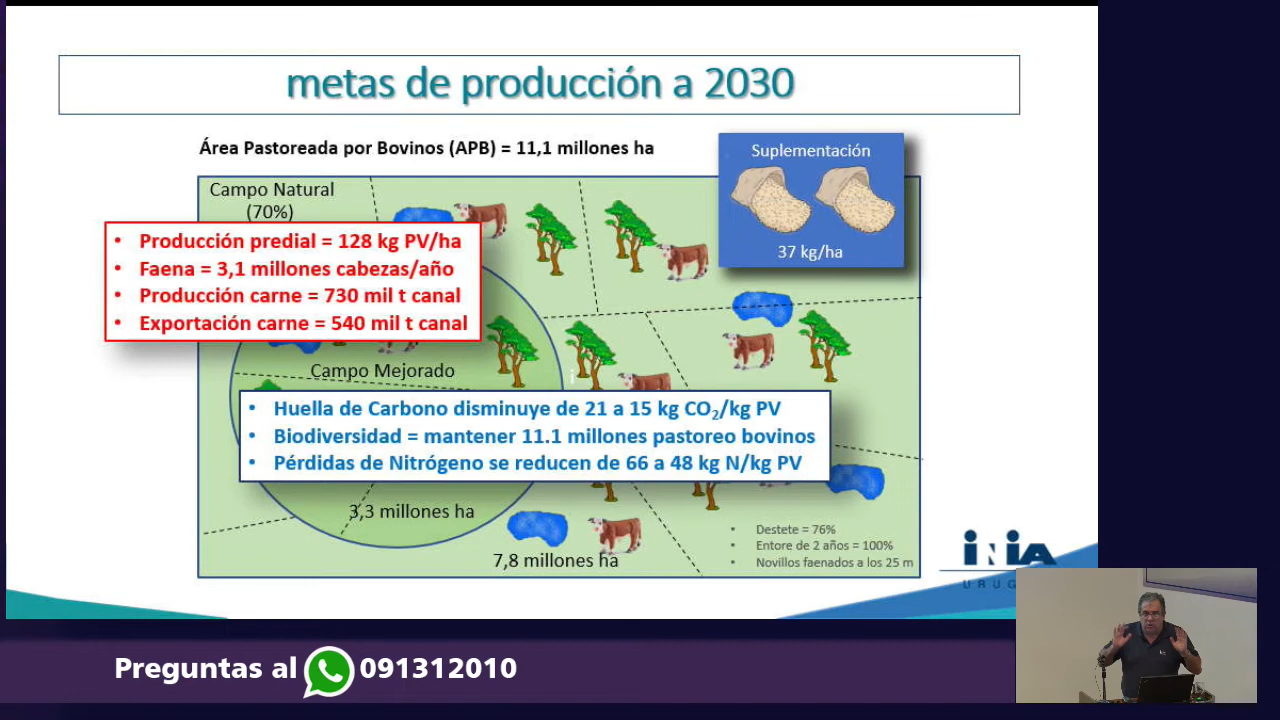 metas de producción a 2030
Área Pastoreada por Bovinos (APB) = 11,1 millones ha
Suplementación
37 kg/ha
Campo Natural
(70%)
• Producción predial = 128 kg PV/ha
• Faena = 3,1 millones cabezas/año
• Producción carne = 730 mil t canal
• Exportación carne = 540 mil t canal
Campo Mejorado
• Huella de Carbono disminuye de 21 a 15 kg CO₂/kg PV
• Biodiversidad = mantener 11.1 millones pastoreo bovinos
• Pérdidas de Nitrógeno se reducen de 66 a 48 kg N/kg PV
3,3 millones ha
7,8 millones ha
• Destete = 76%
• Entore de 2 años = 100%
• Novillos faenados a los 25 m
iNiA
URUG
Preguntas al 091312010